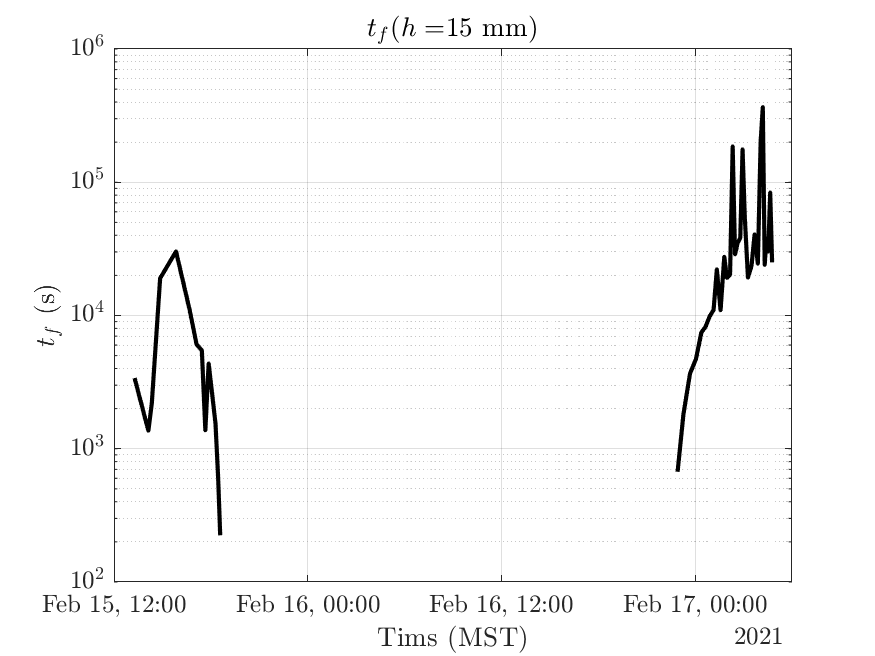 t_f(h =15 mm)
10^6
10^5
10^4
10^3
10^2
t_f (s)
Feb 15, 12:00 Feb 16, 00:00 Feb 16, 12:00 Feb 17, 00:00
Tims (MST)
2021